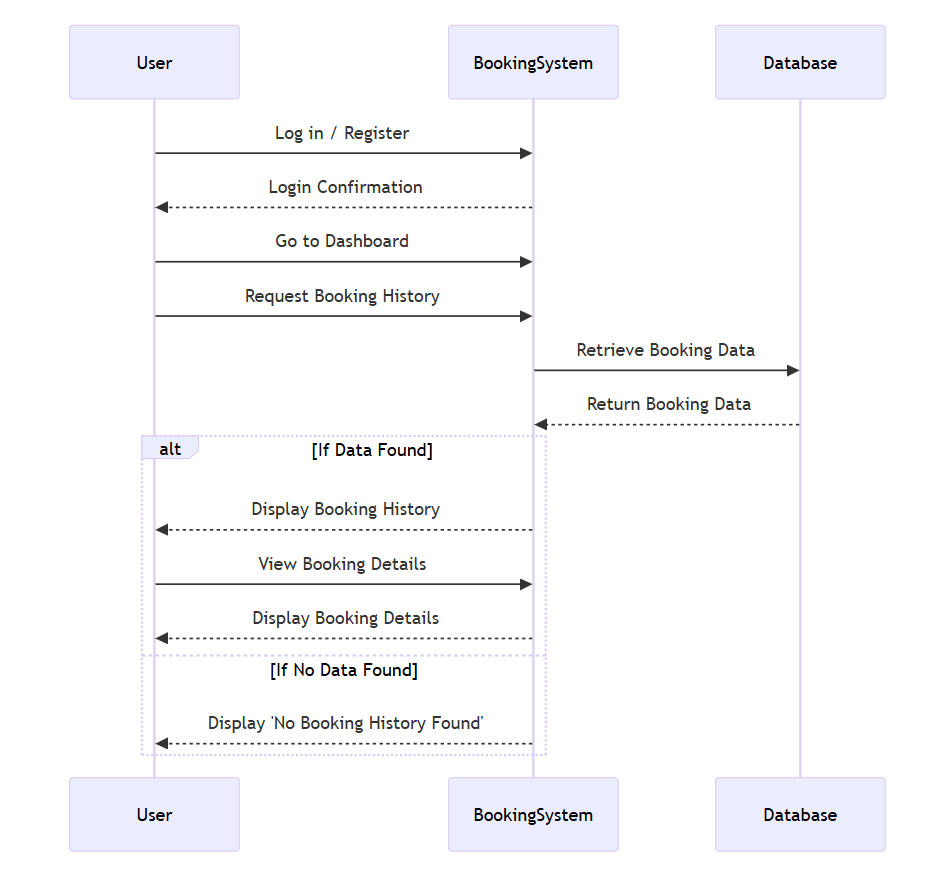 User
BookingSystem
Database
Log in / Register
Login Confirmation
Go to Dashboard
Request Booking History
Retrieve Booking Data
Return Booking Data
alt
[If Data Found]
Display Booking History
View Booking Details
Display Booking Details
[If No Data Found]
Display 'No Booking History Found'
User
BookingSystem
Database